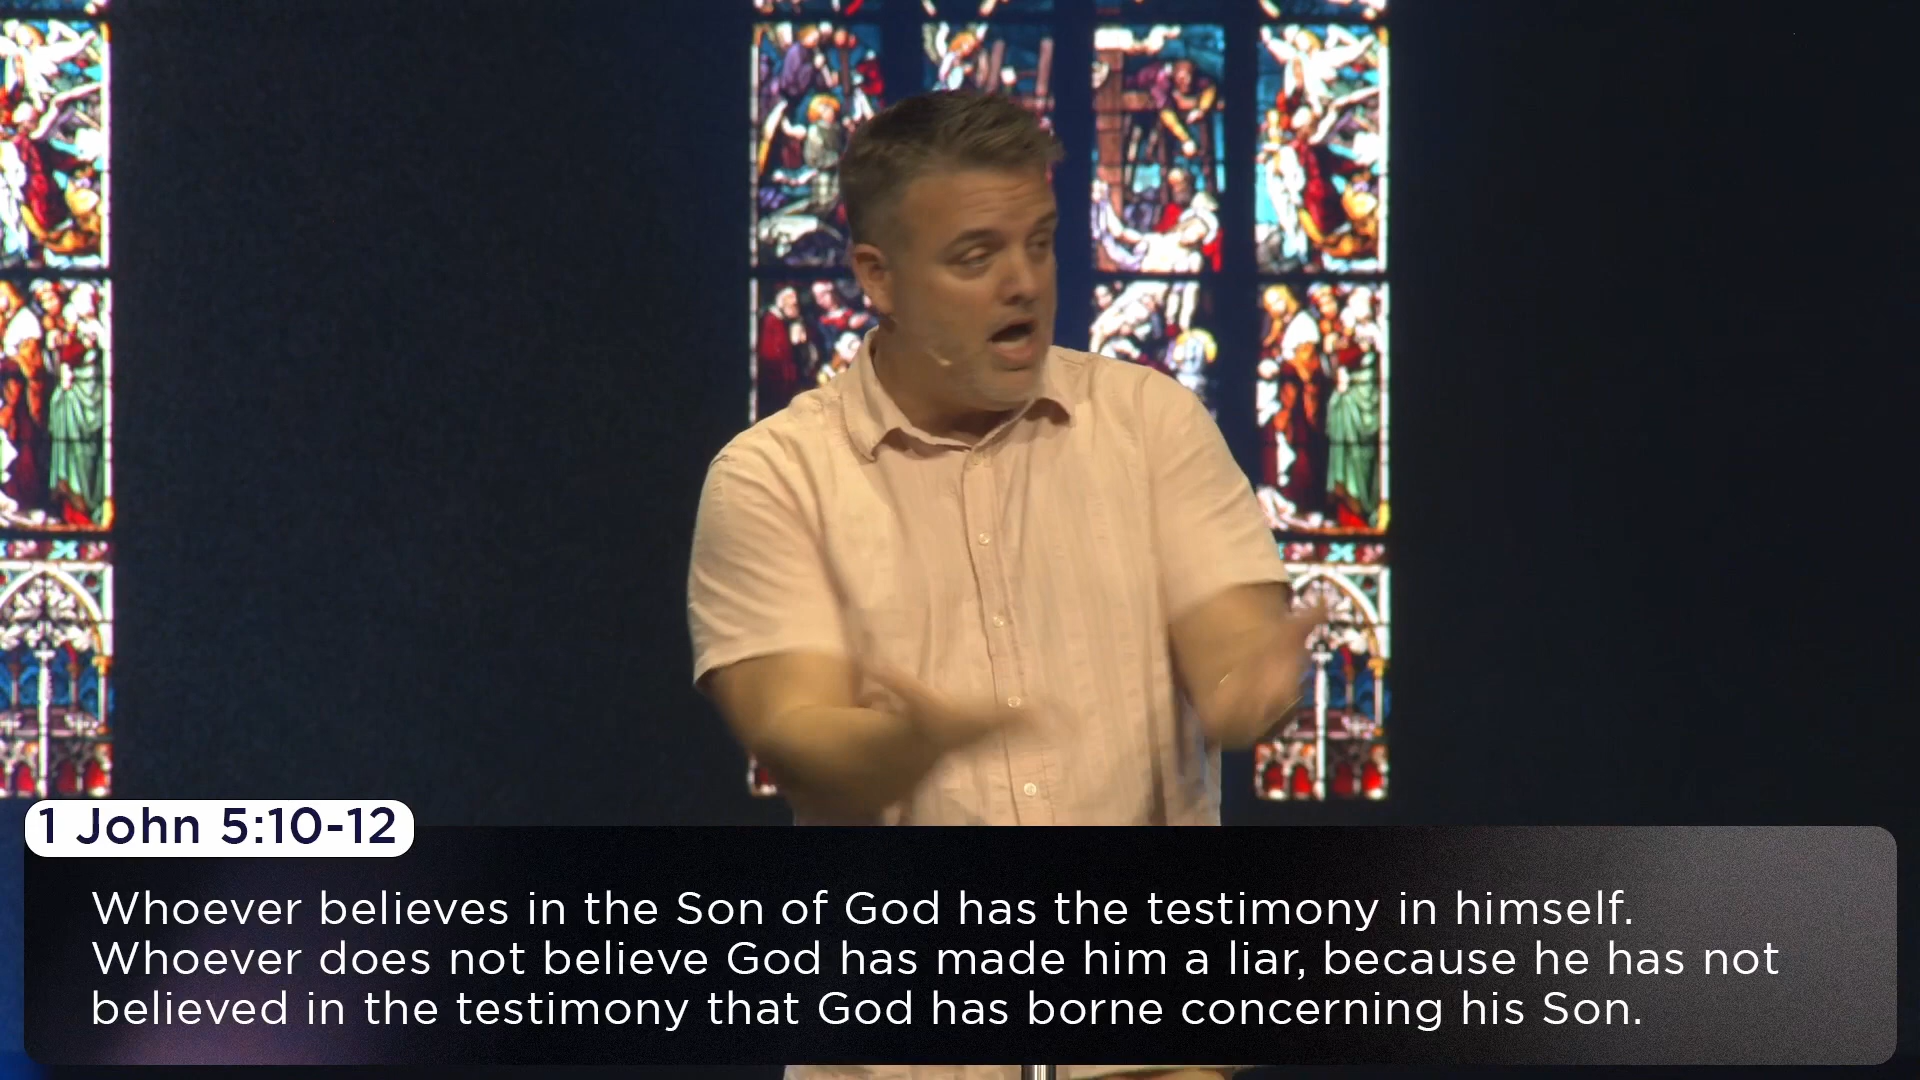 1 John 5:10-12
Whoever believes in the Son of God has the testimony in himself.
Whoever does not believe God has made him a liar, because he has not
believed in the testimony that God has borne concerning his Son.